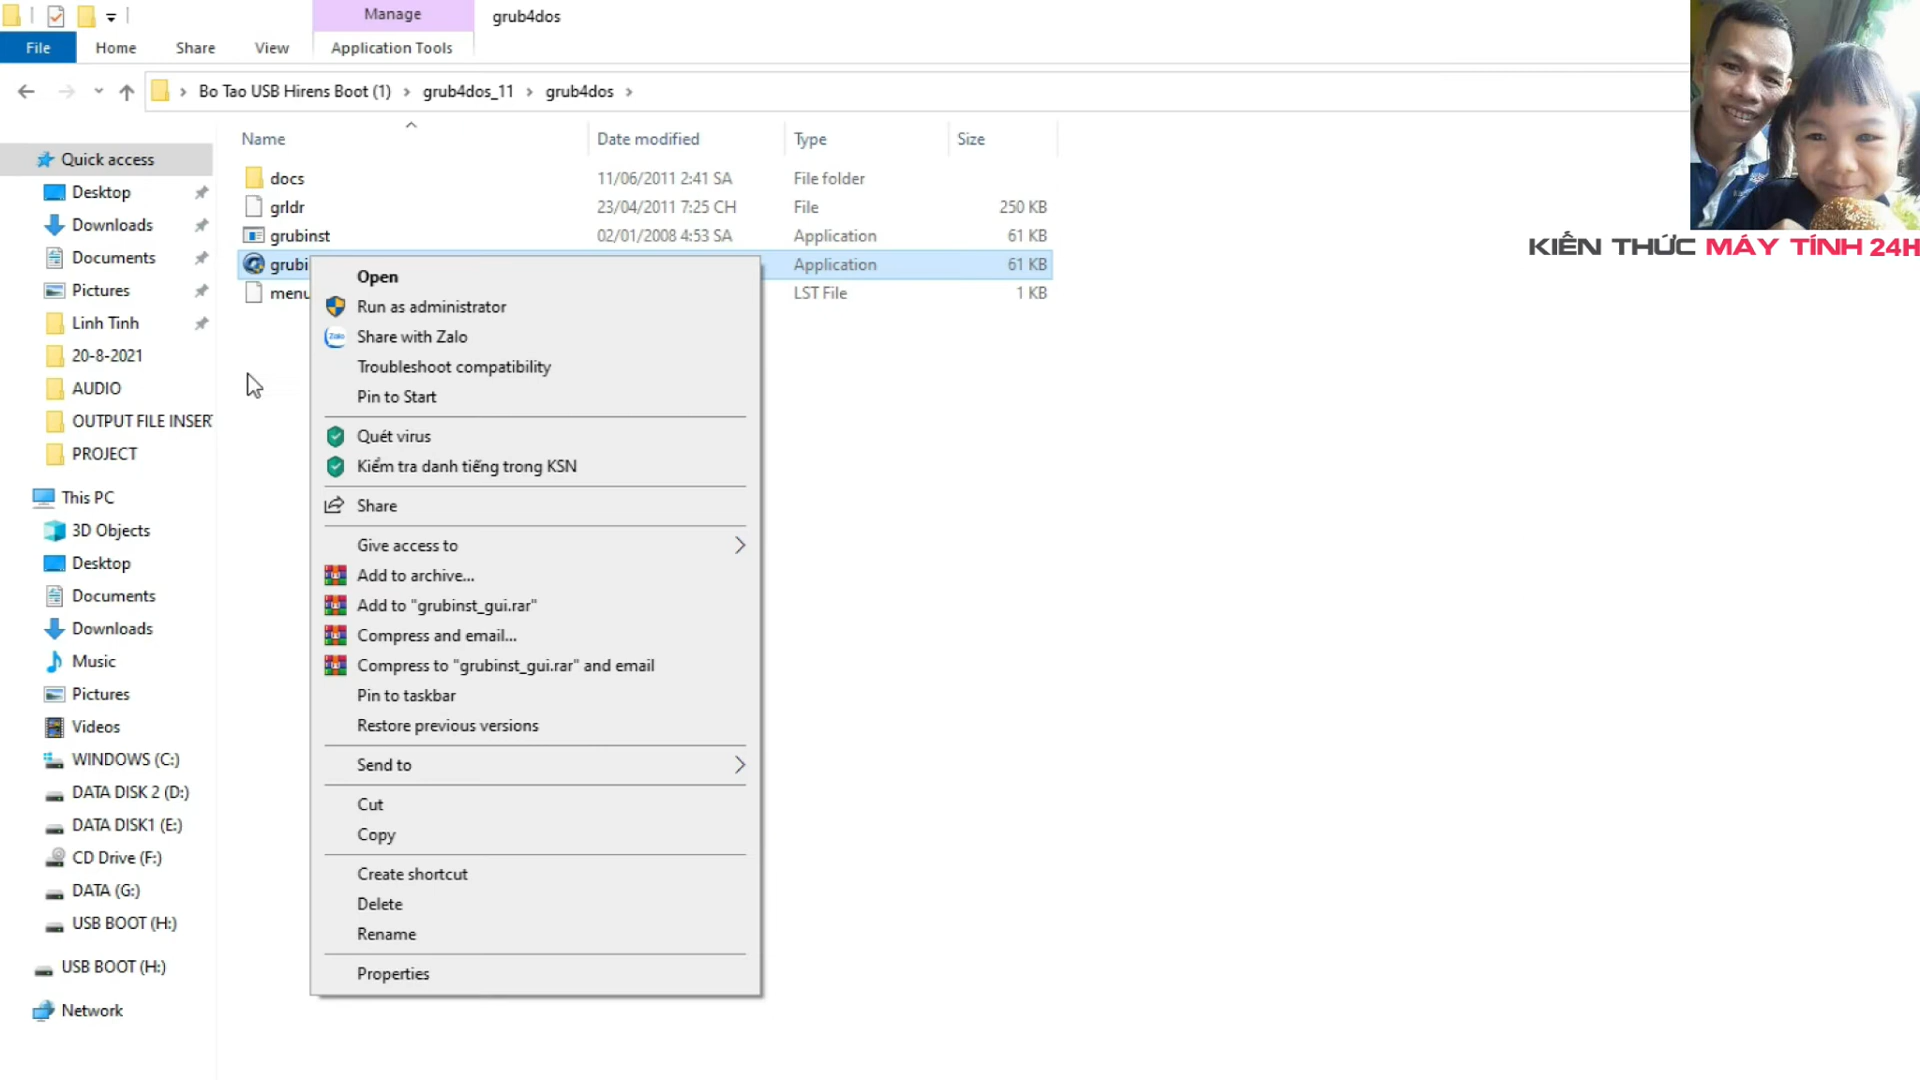 Manage
grub4dos
File
Home
Share
View
Application Tools
Bo Tao USB Hirens Boot (1)
grub4dos_11
grub4dos
KIẾN THỨC MÁY TÍNH 24H
Name
Date modified
Type
Size
docs
11/06/2011 2:41 SA
File folder
grldr
23/04/2011 7:25 CH
File
250 KB
grubinst
02/01/2008 4:53 SA
Application
61 KB
grubi
Application
61 KB
menu
LST File
1 KB
Quick access
Desktop
Downloads
Documents
Pictures
Linh Tinh
20-8-2021
AUDIO
OUTPUT FILE INSERT
PROJECT
This PC
3D Objects
Desktop
Documents
Downloads
Music
Pictures
Videos
WINDOWS (C:)
DATA DISK 2 (D:)
DATA DISK1 (E:)
CD Drive (F:)
DATA (G:)
USB BOOT (H:)
USB BOOT (H:)
Network
Open
Run as administrator
Share with Zalo
Troubleshoot compatibility
Pin to Start
Quét virus
Kiểm tra danh tiếng trong KSN
Share
Give access to
Add to archive...
Add to "grubinst_gui.rar"
Compress and email...
Compress to "grubinst_gui.rar" and email
Pin to taskbar
Restore previous versions
Send to
Cut
Copy
Create shortcut
Delete
Rename
Properties